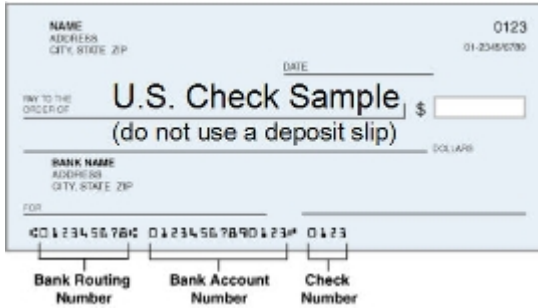 NAME
ADDRESS
CITY, STATE ZIP
0123
01-2345/6789
DATE
PAY TO THE
ORDER OF
U.S. Check Sample
$
(do not use a deposit slip)
DOLLARS
BANK NAME
ADDRESS
CITY, STATE ZIP
FOR
⑆012345678⑆ 01234567890123⑈ 0123
Bank Routing Number
Bank Account Number
Check Number